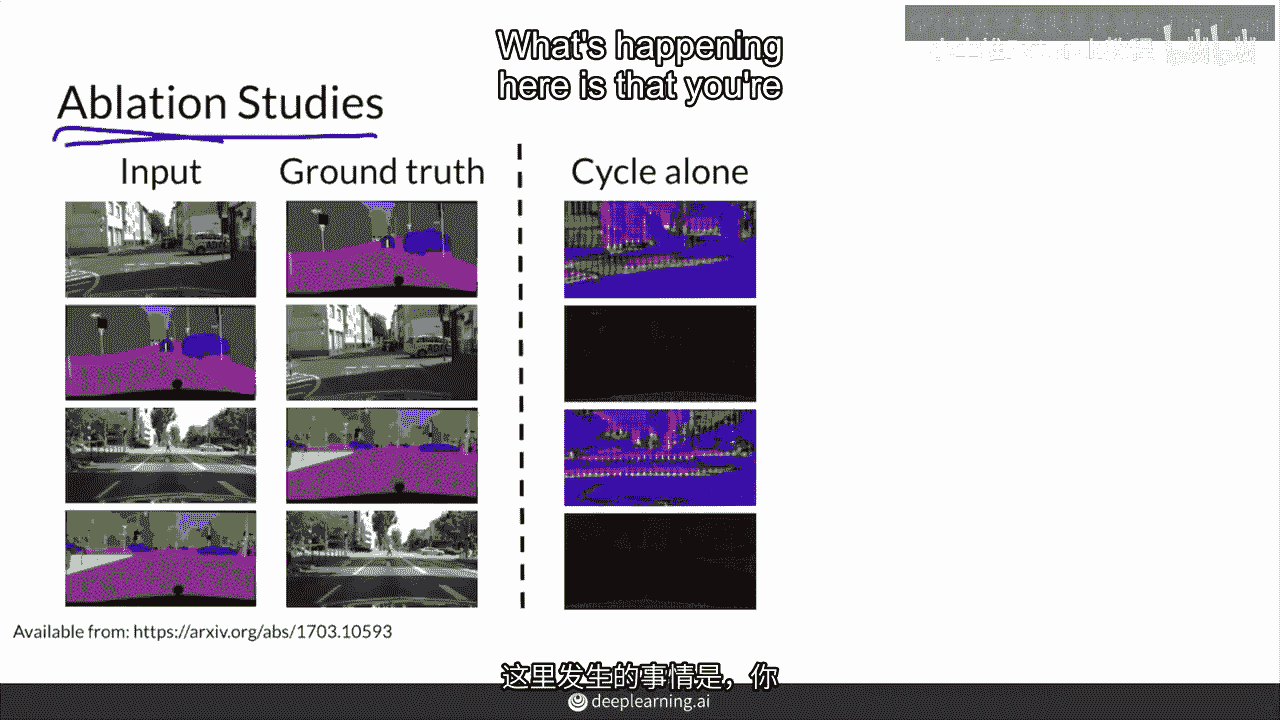 What's happening
here is that you're
Ablation Studies
Input
Ground truth
Cycle alone
Available from: https://arxiv.org/abs/1703.10593
这里发生的事情是，你
deeplearning.ai